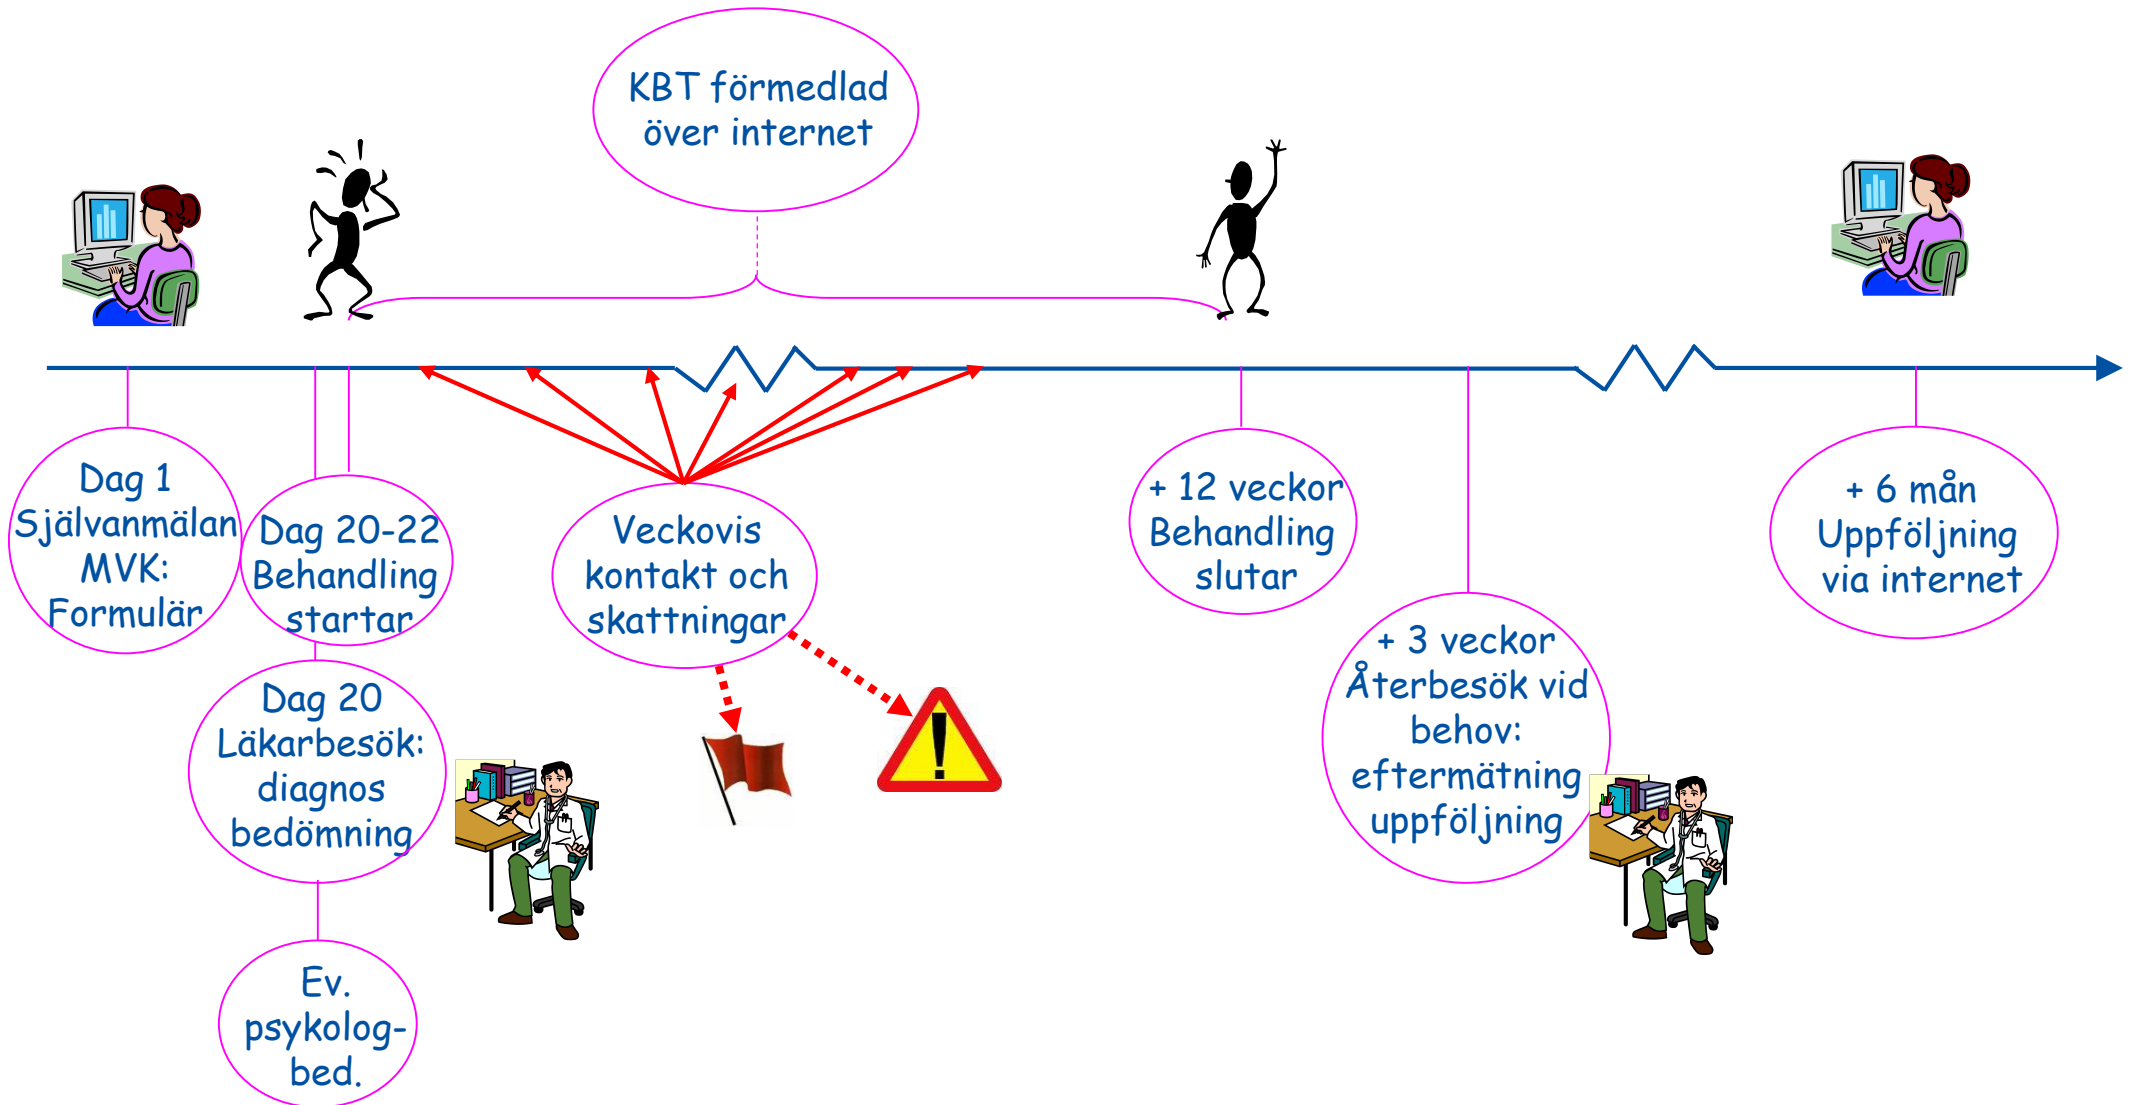 KBT förmedlad
över internet
Dag 1
Självanmälan
MVK:
Formulär
Dag 20-22
Behandling
startar
Dag 20
Läkarbesök:
diagnos
bedömning
Ev.
psykolog-
bed.
Veckovis
kontakt och
skattningar
+ 12 veckor
Behandling
slutar
+ 3 veckor
Återbesök vid
behov:
eftermätning
uppföljning
+ 6 mån
Uppföljning
via internet